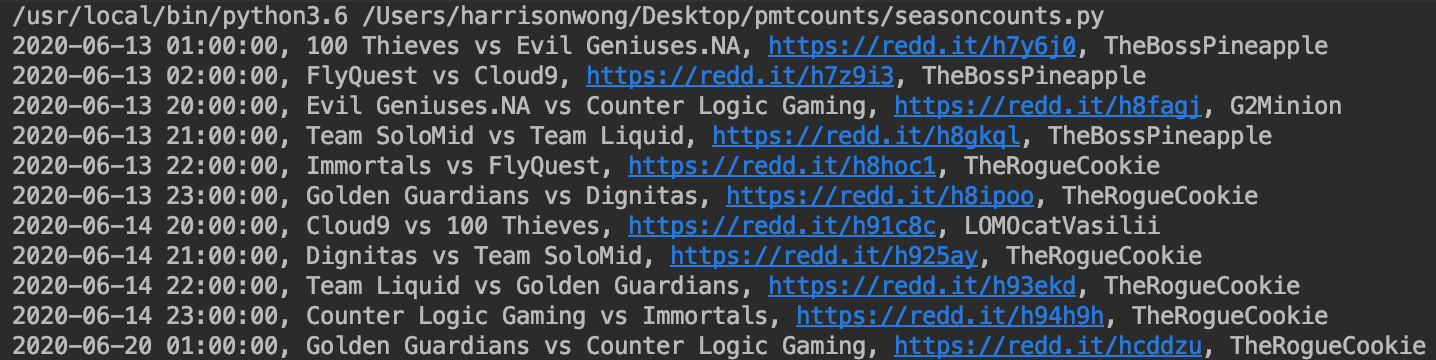 /usr/local/bin/python3.6 /Users/harrisonwong/Desktop/pmtcounts/seasoncounts.py
2020-06-13 01:00:00, 100 Thieves vs Evil Geniuses.NA, https://redd.it/h7y6j0, TheBossPineapple
2020-06-13 02:00:00, FlyQuest vs Cloud9, https://redd.it/h7z9i3, TheBossPineapple
2020-06-13 20:00:00, Evil Geniuses.NA vs Counter Logic Gaming, https://redd.it/h8fagj, G2Minion
2020-06-13 21:00:00, Team SoloMid vs Team Liquid, https://redd.it/h8gkql, TheBossPineapple
2020-06-13 22:00:00, Immortals vs FlyQuest, https://redd.it/h8hoc1, TheRogueCookie
2020-06-13 23:00:00, Golden Guardians vs Dignitas, https://redd.it/h8ipoo, TheRogueCookie
2020-06-14 20:00:00, Cloud9 vs 100 Thieves, https://redd.it/h91c8c, LOMOcatVasilii
2020-06-14 21:00:00, Dignitas vs Team SoloMid, https://redd.it/h925ay, TheRogueCookie
2020-06-14 22:00:00, Team Liquid vs Golden Guardians, https://redd.it/h93ekd, TheRogueCookie
2020-06-14 23:00:00, Counter Logic Gaming vs Immortals, https://redd.it/h94h9h, TheRogueCookie
2020-06-20 01:00:00, Golden Guardians vs Counter Logic Gaming, https://redd.it/hcddzu, TheRogueCookie